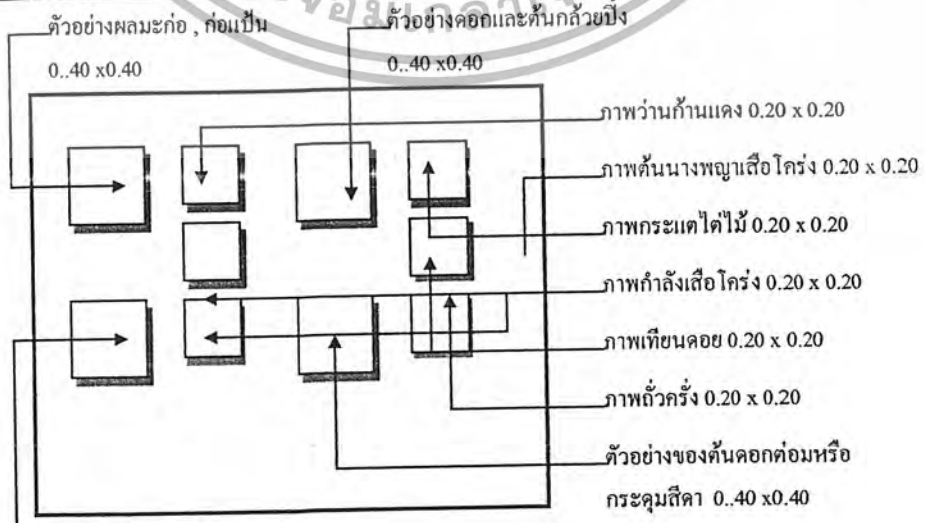 จอมเกล้า
ตัวอย่างผลมะก่อ , ก่อแป้น
0..40 x0.40
ตัวอย่างดอกและต้นกล้วยปิ้ง
0..40 x0.40
ภาพว่านก้านแดง 0.20 x 0.20
ภาพต้นนางพญาเสือโคร่ง 0.20 x 0.20
ภาพกระแตไต่ไม้ 0.20 x 0.20
ภาพกำลังเสือโคร่ง 0.20 x 0.20
ภาพเทียนดอย 0.20 x 0.20
ภาพถั่วครั่ง 0.20 x 0.20
ตัวอย่างของต้นดอกต่อมหรือ
กระดุมสีดา 0..40 x0.40